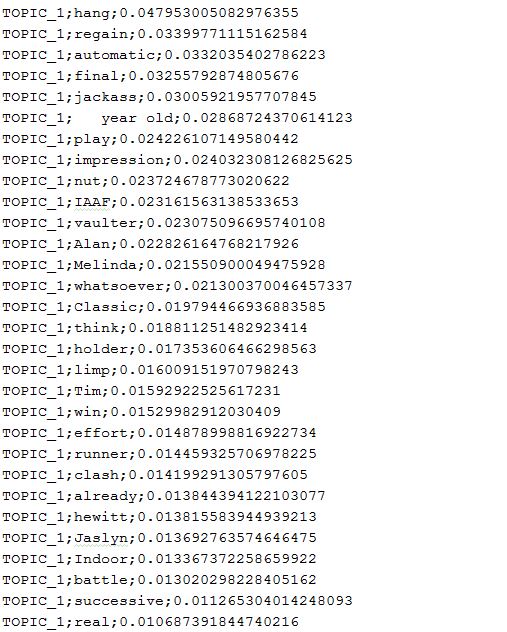 TOPIC_1;hang;0.047953005082976355
TOPIC_1;regain;0.03399771115162584
TOPIC_1;automatic;0.0332035402786223
TOPIC_1;final;0.03255792874805676
TOPIC_1;jackass;0.03005921957707845
TOPIC_1;   year old;0.02868724370614123
TOPIC_1;play;0.024226107149580442
TOPIC_1;impression;0.024032308126825625
TOPIC_1;nut;0.023724678773020622
TOPIC_1;IAAF;0.023161563138533653
TOPIC_1;vaulter;0.023075096695740108
TOPIC_1;Alan;0.022826164768217926
TOPIC_1;Melinda;0.021550900049475928
TOPIC_1;whatsoever;0.021300370046457337
TOPIC_1;Classic;0.019794466936883585
TOPIC_1;think;0.018811251482923414
TOPIC_1;holder;0.017353606466298563
TOPIC_1;limp;0.016009151970798243
TOPIC_1;Tim;0.01592922525617231
TOPIC_1;win;0.01529982912030409
TOPIC_1;effort;0.014878998816922734
TOPIC_1;runner;0.014459325706978225
TOPIC_1;clash;0.014199291305797605
TOPIC_1;already;0.013844394122103077
TOPIC_1;hewitt;0.013815583944939213
TOPIC_1;Jaslyn;0.013692763574646475
TOPIC_1;Indoor;0.013367372258659922
TOPIC_1;battle;0.013020298228405162
TOPIC_1;successive;0.011265304014248093
TOPIC_1;real;0.010687391844740216